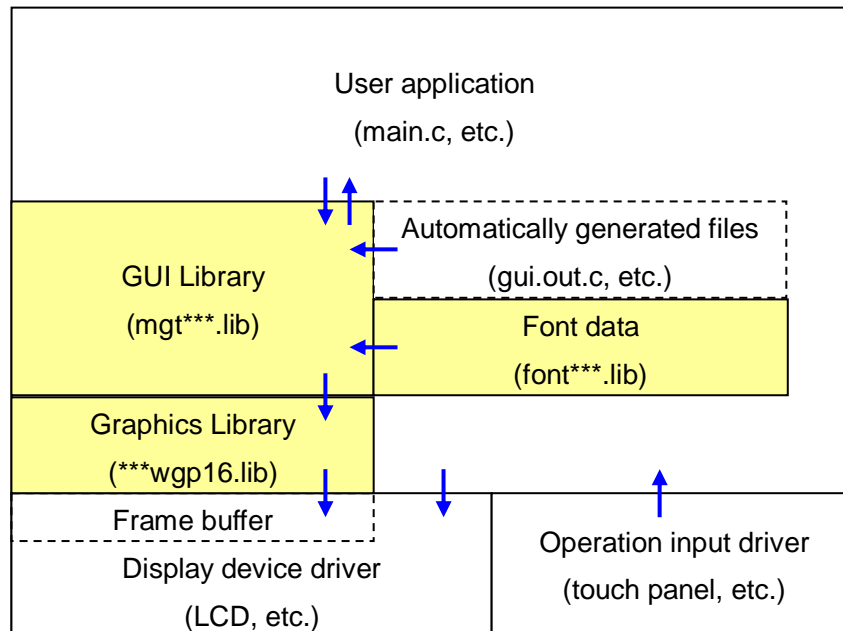 User application
(main.c, etc.)
Automatically generated files
(gui.out.c, etc.)
GUI Library
(mgt***.lib)
Font data
(font***.lib)
Graphics Library
(***wgp16.lib)
Frame buffer
Display device driver
(LCD, etc.)
Operation input driver
(touch panel, etc.)